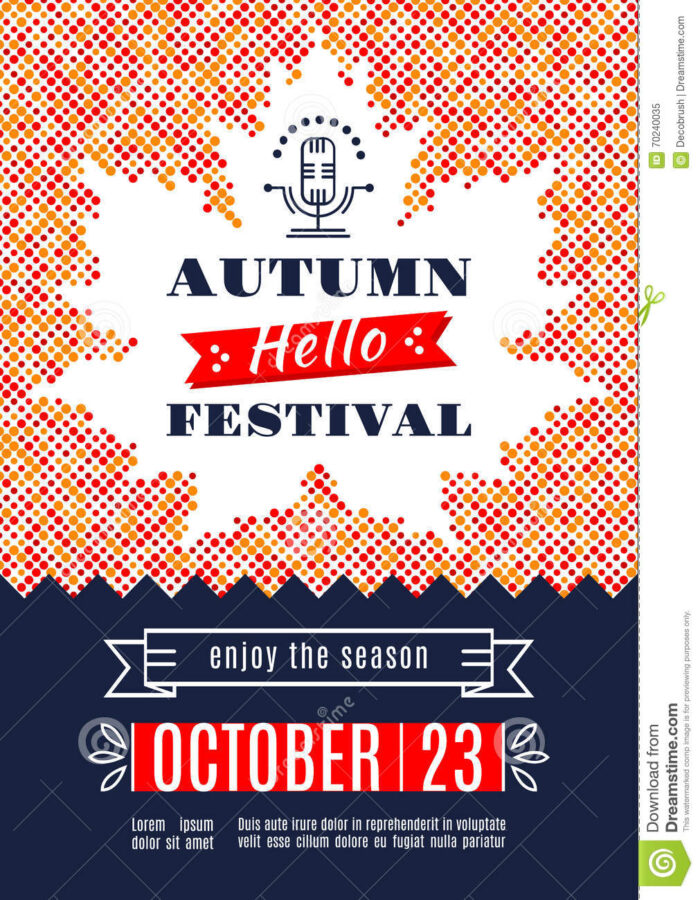 AUTUMN
Hello
FESTIVAL
enjoy the season
OCTOBER 23
Lorem ipsum
dolor sit amet
Duis aute irure dolor in reprehenderit in voluptate
velit esse cillum dolore eu fugiat nulla pariatur
ID 70240035
© Decobrush | Dreamstime.com
Download from
Dreamstime.com
This watermarked comp image is for previewing purposes only.
dreamstime